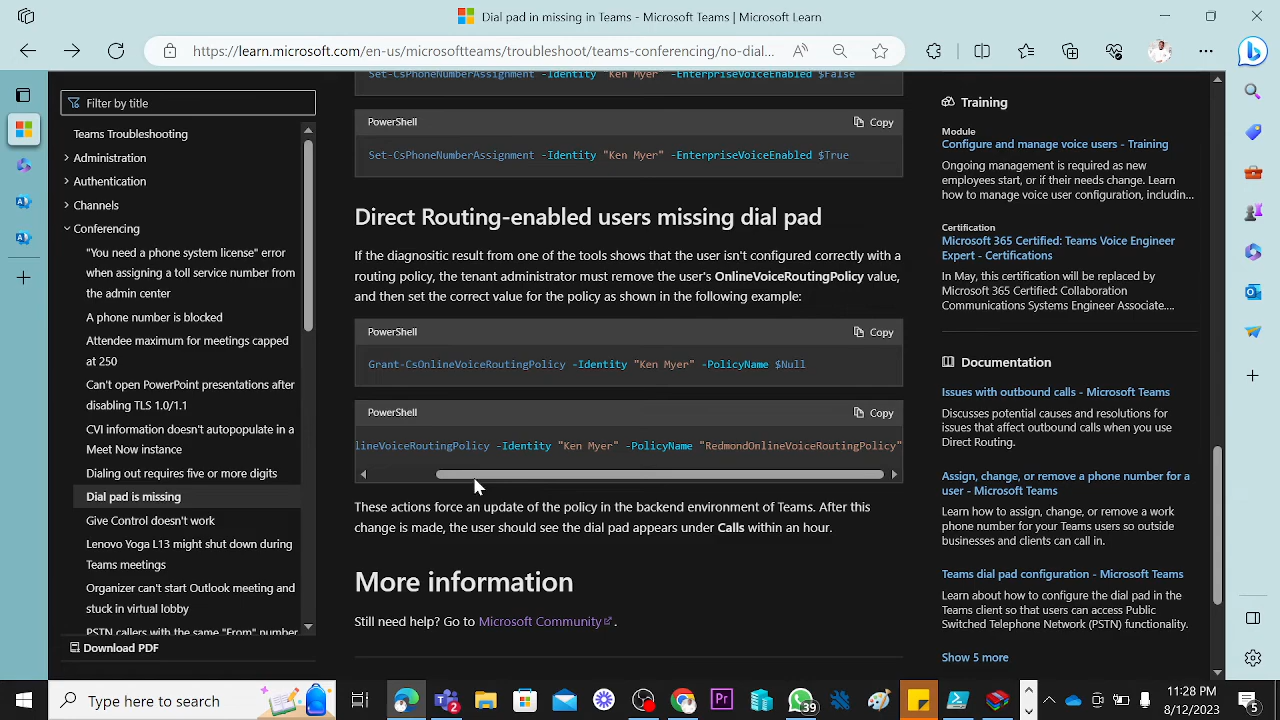 Dial pad in missing in Teams - Microsoft Teams | Microsoft Learn
https://learn.microsoft.com/en-us/microsoftteams/troubleshoot/teams-conferencing/no-dial...
Filter by title
Teams Troubleshooting
Administration
Authentication
Channels
Conferencing
"You need a phone system license" error
when assigning a toll service number from
the admin center
A phone number is blocked
Attendee maximum for meetings capped
at 250
Can't open PowerPoint presentations after
disabling TLS 1.0/1.1
CVI information doesn't autopopulate in a
Meet Now instance
Dialing out requires five or more digits
Dial pad is missing
Give Control doesn't work
Lenovo Yoga L13 might shut down during
Teams meetings
Organizer can't start Outlook meeting and
stuck in virtual lobby
PSTN callers with the same "From" number
Download PDF
Set-CsPhoneNumberAssignment -Identity "Ken Myer" -EnterpriseVoiceEnabled $False
PowerShell
Copy
Set-CsPhoneNumberAssignment -Identity "Ken Myer" -EnterpriseVoiceEnabled $True
Direct Routing-enabled users missing dial pad
If the diagnostic result from one of the tools shows that the user isn't configured correctly with a
routing policy, the tenant administrator must remove the user's OnlineVoiceRoutingPolicy value,
and then set the correct value for the policy as shown in the following example:
PowerShell
Copy
Grant-CsOnlineVoiceRoutingPolicy -Identity "Ken Myer" -PolicyName $Null
PowerShell
Copy
lineVoiceRoutingPolicy -Identity "Ken Myer" -PolicyName "RedmondOnlineVoiceRoutingPolicy"
These actions force an update of the policy in the backend environment of Teams. After this
change is made, the user should see the dial pad appears under Calls within an hour.
More information
Still need help? Go to Microsoft Community.
Training
Module
Configure and manage voice users - Training
Ongoing management is required as new
employees start, or if their needs change. Learn
how to manage voice user configuration, includin...
Certification
Microsoft 365 Certified: Teams Voice Engineer
Expert - Certifications
In May, this certification will be replaced by
Microsoft 365 Certified: Collaboration
Communications Systems Engineer Associate....
Documentation
Issues with outbound calls - Microsoft Teams
Discusses potential causes and resolutions for
issues that affect outbound calls when you use
Direct Routing.
Assign, change, or remove a phone number for a
user - Microsoft Teams
Learn how to assign, change, or remove a work
phone number for your Teams users so outside
businesses and clients can call in.
Teams dial pad configuration - Microsoft Teams
Learn about how to configure the dial pad in the
Teams client so that users can access Public
Switched Telephone Network (PSTN) functionality.
Show 5 more
Type here to search
2
Pr
39
11:28 PM
8/12/2023
5